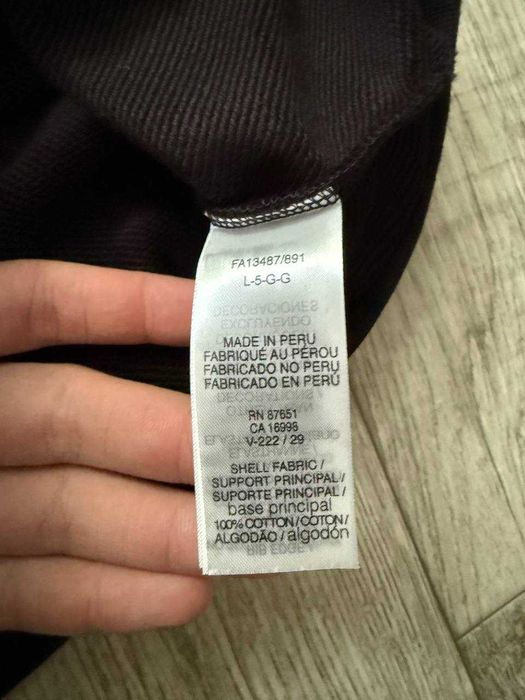 FA13487/891
L-5-G-G
MADE IN PERU
FABRIQUÉ AU PÉROU
FABRICADO NO PERU
FABRICADO EN PERÚ
RN 87651
CA 16998
V-222 / 29
SHELL FABRIC /
SUPPORT PRINCIPAL /
SUPORTE PRINCIPAL /
base principal
100% COTTON / COTON /
ALGODÃO / algodón